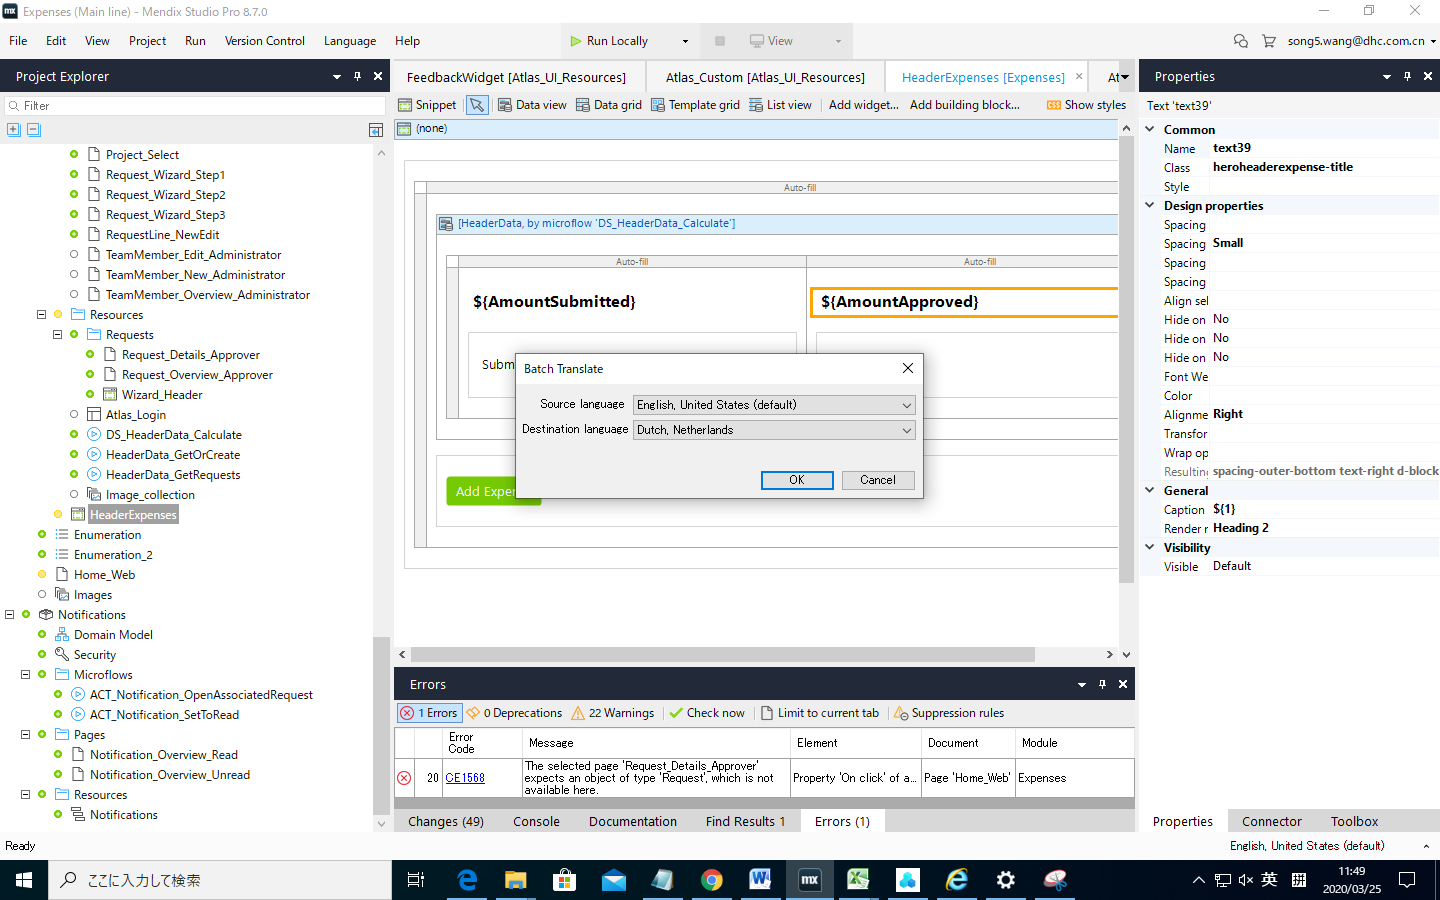 Expenses (Main line) - Mendix Studio Pro 8.7.0
File Edit View Project Run Version Control Language Help
Run Locally
View
song5.wang@dhc.com.cn
Project Explorer
Filter
Project_Select
Request_Wizard_Step1
Request_Wizard_Step2
Request_Wizard_Step3
RequestLine_NewEdit
TeamMember_Edit_Administrator
TeamMember_New_Administrator
TeamMember_Overview_Administrator
Resources
Requests
Request_Details_Approver
Request_Overview_Approver
Wizard_Header
Atlas_Login
DS_HeaderData_Calculate
HeaderData_GetOrCreate
HeaderData_GetRequests
Image_collection
HeaderExpenses
Enumeration
Enumeration_2
Home_Web
Images
Notifications
Domain Model
Security
Microflows
ACT_Notification_OpenAssociatedRequest
ACT_Notification_SetToRead
Pages
Notification_Overview_Read
Notification_Overview_Unread
Resources
Notifications
FeedbackWidget [Atlas_UI_Resources] Atlas_Custom [Atlas_UI_Resources] HeaderExpenses [Expenses] At
Snippet Data view Data grid Template grid List view Add widget... Add building block... Show styles
(none)
Auto-fill
[HeaderData, by microflow 'DS_HeaderData_Calculate']
Auto-fill Auto-fill
${AmountSubmitted} ${AmountApproved}
Subm
Add Expen
Batch Translate
Source language English, United States (default)
Destination language Dutch, Netherlands
OK Cancel
Errors
1 Errors 0 Deprecations 22 Warnings Check now Limit to current tab Suppression rules
Error Code Message Element Document Module
20 CE1568 The selected page 'Request_Details_Approver' expects an object of type 'Request', which is not available here. Property 'On click' of a... Page 'Home_Web' Expenses
Changes (49) Console Documentation Find Results 1 Errors (1)
Properties
Text 'text39'
Common
Name text39
Class heroheaderexpense-title
Style
Design properties
Spacing
Spacing Small
Spacing
Spacing
Align sel
Hide on No
Hide on No
Hide on No
Font We
Color
Alignme Right
Transfor
Wrap op
Resulting spacing-outer-bottom text-right d-block
General
Caption ${1}
Render r Heading 2
Visibility
Visible Default
Properties Connector Toolbox
Ready
English, United States (default)
ここに入力して検索
英
拼
11:49
2020/03/25